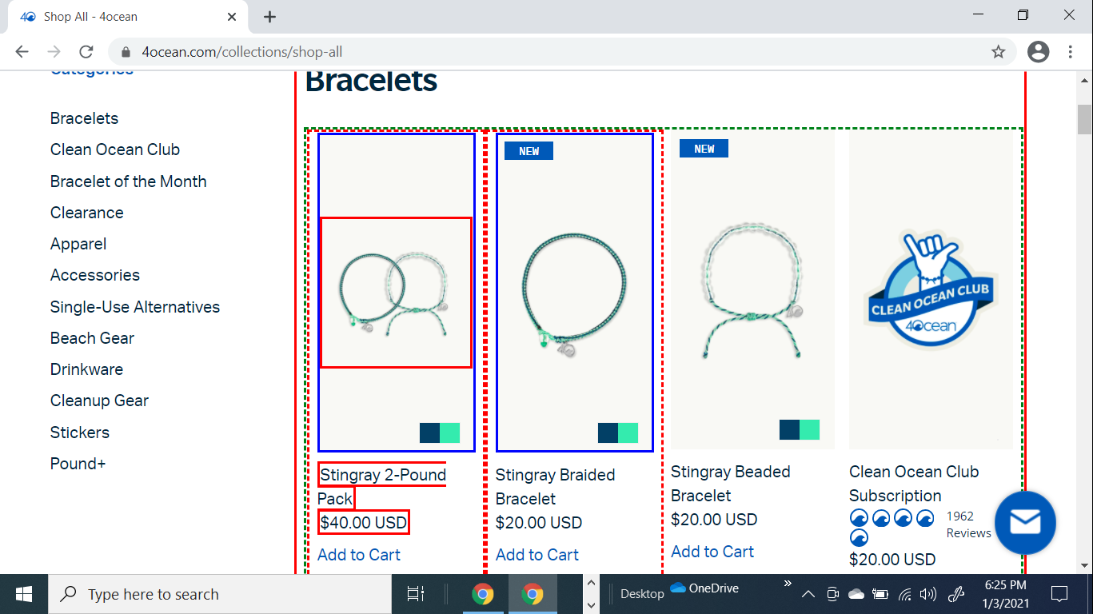 Shop All - 4ocean
4ocean.com/collections/shop-all
Categories
Bracelets
Clean Ocean Club
Bracelet of the Month
Clearance
Apparel
Accessories
Single-Use Alternatives
Beach Gear
Drinkware
Cleanup Gear
Stickers
Pound+
Bracelets
Stingray 2-Pound
Pack
$40.00 USD
Add to Cart
NEW
Stingray Braided
Bracelet
$20.00 USD
Add to Cart
NEW
Stingray Beaded
Bracelet
$20.00 USD
Add to Cart
CLEAN OCEAN CLUB
4ocean
Clean Ocean Club
Subscription
1962
Reviews
$20.00 USD
Type here to search
Desktop
OneDrive
6:25 PM
1/3/2021